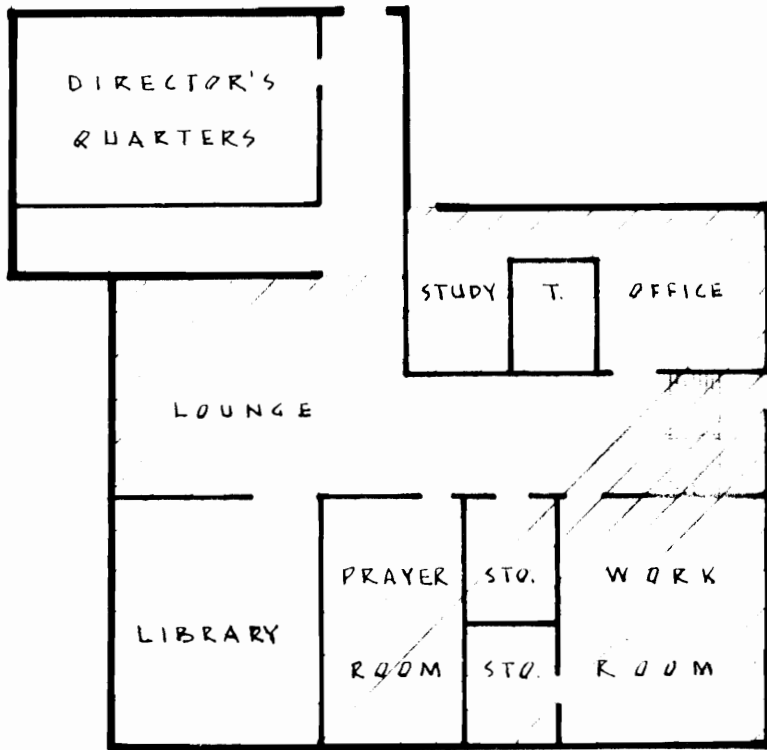 DIRECTOR'S
QUARTERS
STUDY T. OFFICE
LOUNGE
PRAYER STO. WORK
LIBRARY
ROOM STO. ROOM